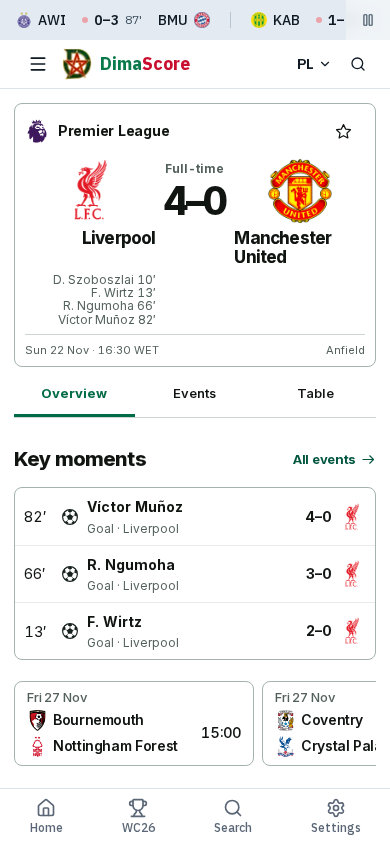 AWI 0–3 87' BMU KAB 1–
DimaScore PL
Premier League
Full-time
4–0
L.F.C.
Liverpool Manchester United
D. Szoboszlai 10'
F. Wirtz 13'
R. Ngumoha 66'
Víctor Muñoz 82'
Sun 22 Nov · 16:30 WET Anfield
Overview Events Table
Key moments All events →
82' Víctor Muñoz 4–0
Goal · Liverpool
66' R. Ngumoha 3–0
Goal · Liverpool
13' F. Wirtz 2–0
Goal · Liverpool
Fri 27 Nov Fri 27 Nov
Bournemouth 15:00 Coventry
Nottingham Forest Crystal Pala
Home WC26 Search Settings